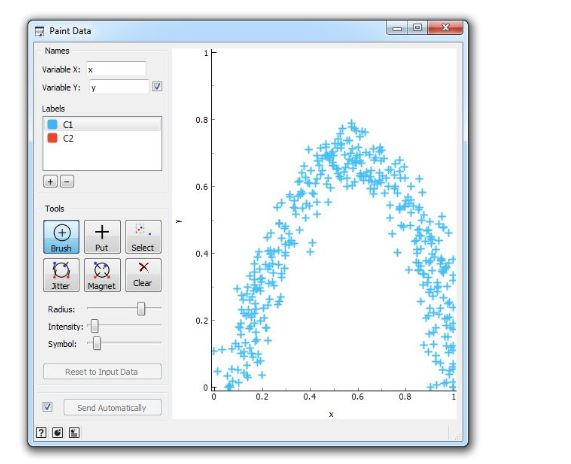 Paint Data
Names
Variable X: x
Variable Y: y
Labels
C1
C2
+ −
Tools
Brush Put Select
Jitter Magnet Clear
Radius:
Intensity:
Symbol:
Reset to Input Data
Send Automatically
?
1
0.8
0.6
0.4
0.2
0
y
0 0.2 0.4 0.6 0.8 1
x